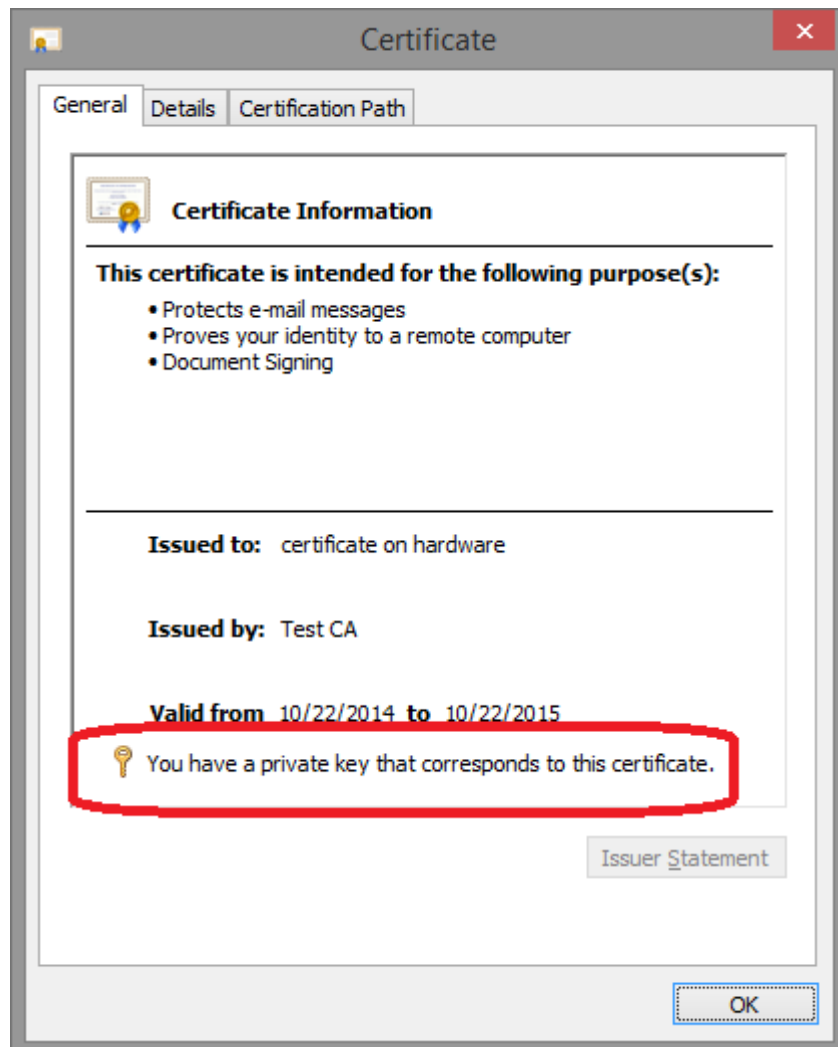 Certificate
General Details Certification Path
Certificate Information
This certificate is intended for the following purpose(s):
• Protects e-mail messages
• Proves your identity to a remote computer
• Document Signing
Issued to: certificate on hardware
Issued by: Test CA
Valid from 10/22/2014 to 10/22/2015
You have a private key that corresponds to this certificate.
Issuer Statement
OK